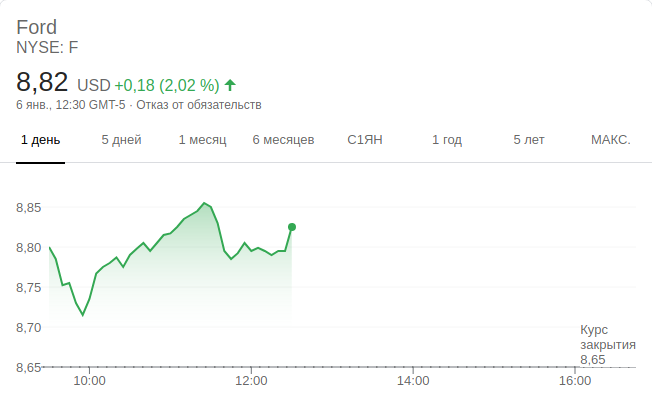 Ford
NYSE: F
8,82 USD +0,18 (2,02 %)
6 янв., 12:30 GMT-5 · Отказ от обязательств
1 день 5 дней 1 месяц 6 месяцев С1ЯН 1 год 5 лет МАКС.
8,85
8,80
8,75
8,70
Курс
закрытия
8,65
8,65
10:00 12:00 14:00 16:00